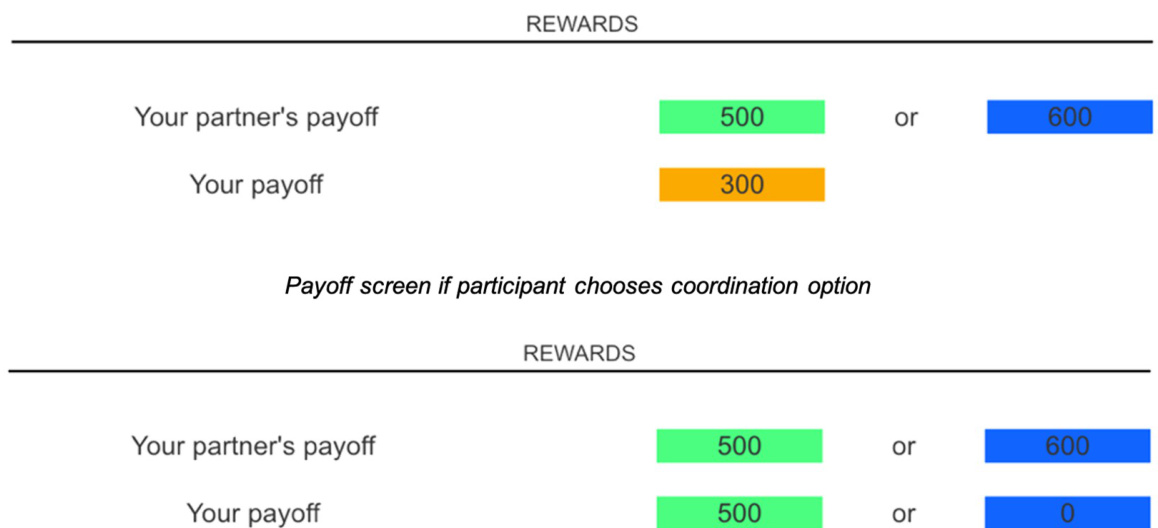 REWARDS
Your partner's payoff 500 or 600
Your payoff 300
Payoff screen if participant chooses coordination option
REWARDS
Your partner's payoff 500 or 600
Your payoff 500 or 0